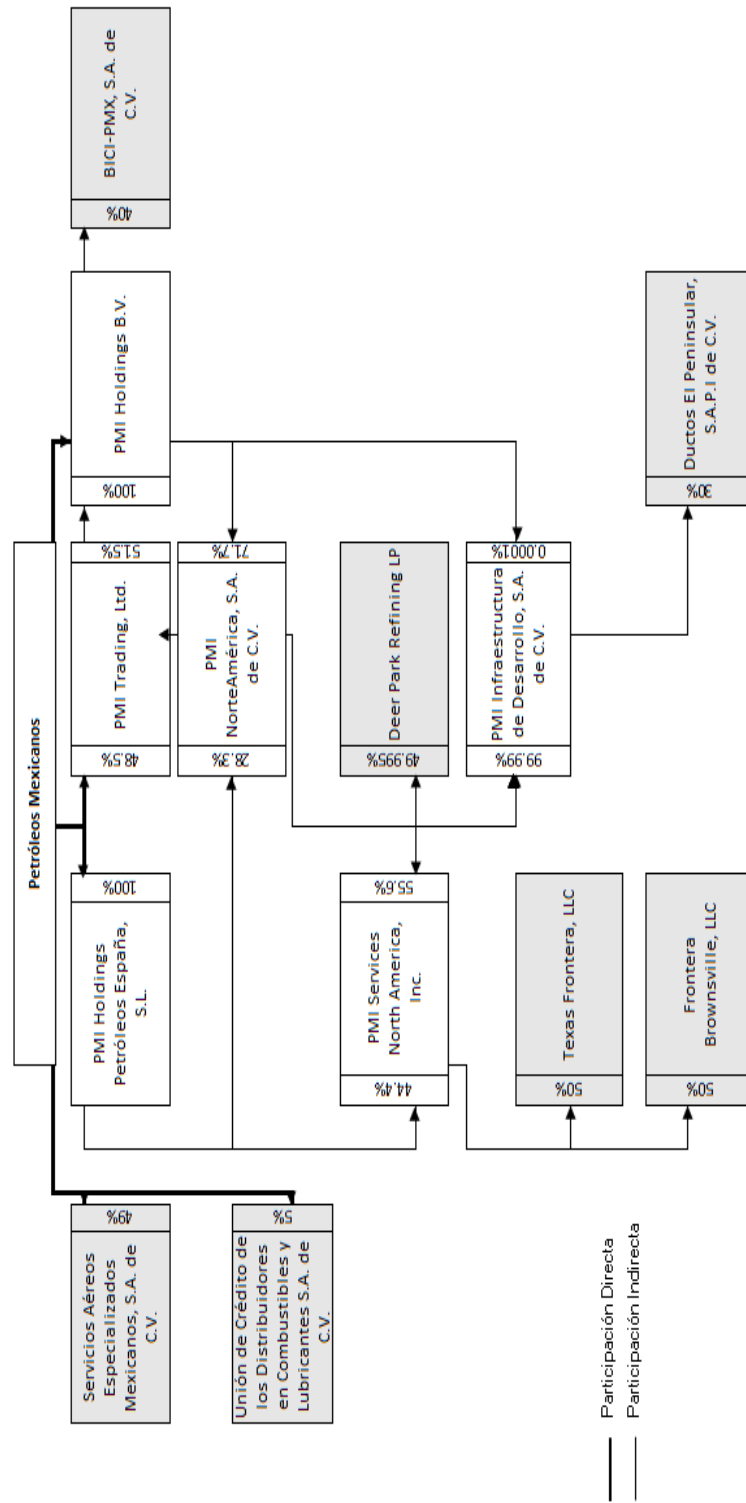 Petróleos Mexicanos
Servicios Aéreos
Especializados
Mexicanos, S.A. de
C.V.
49%
PMI Holdings
Petróleos España,
S.L.
100%
48.5%
PMI Trading, Ltd.
51.5%
100%
PMI Holdings B.V.
40%
BICI-PMX, S.A. de
C.V.
Unión de Crédito de
los Distribuidores
en Combustibles y
Lubricantes S.A. de
C.V.
5%
28.3%
PMI
NorteAmérica, S.A.
de C.V.
71.7%
44.4%
PMI Services
North America,
Inc.
55.6%
49.995%
Deer Park Refining LP
50%
Texas Frontera, LLC
99.99%
PMI Infraestructura
de Desarrollo, S.A.
de C.V.
0.0001%
50%
Frontera
Brownsville, LLC
30%
Ductos El Peninsular,
S.A.P.I de C.V.
Participación Directa
Participación Indirecta